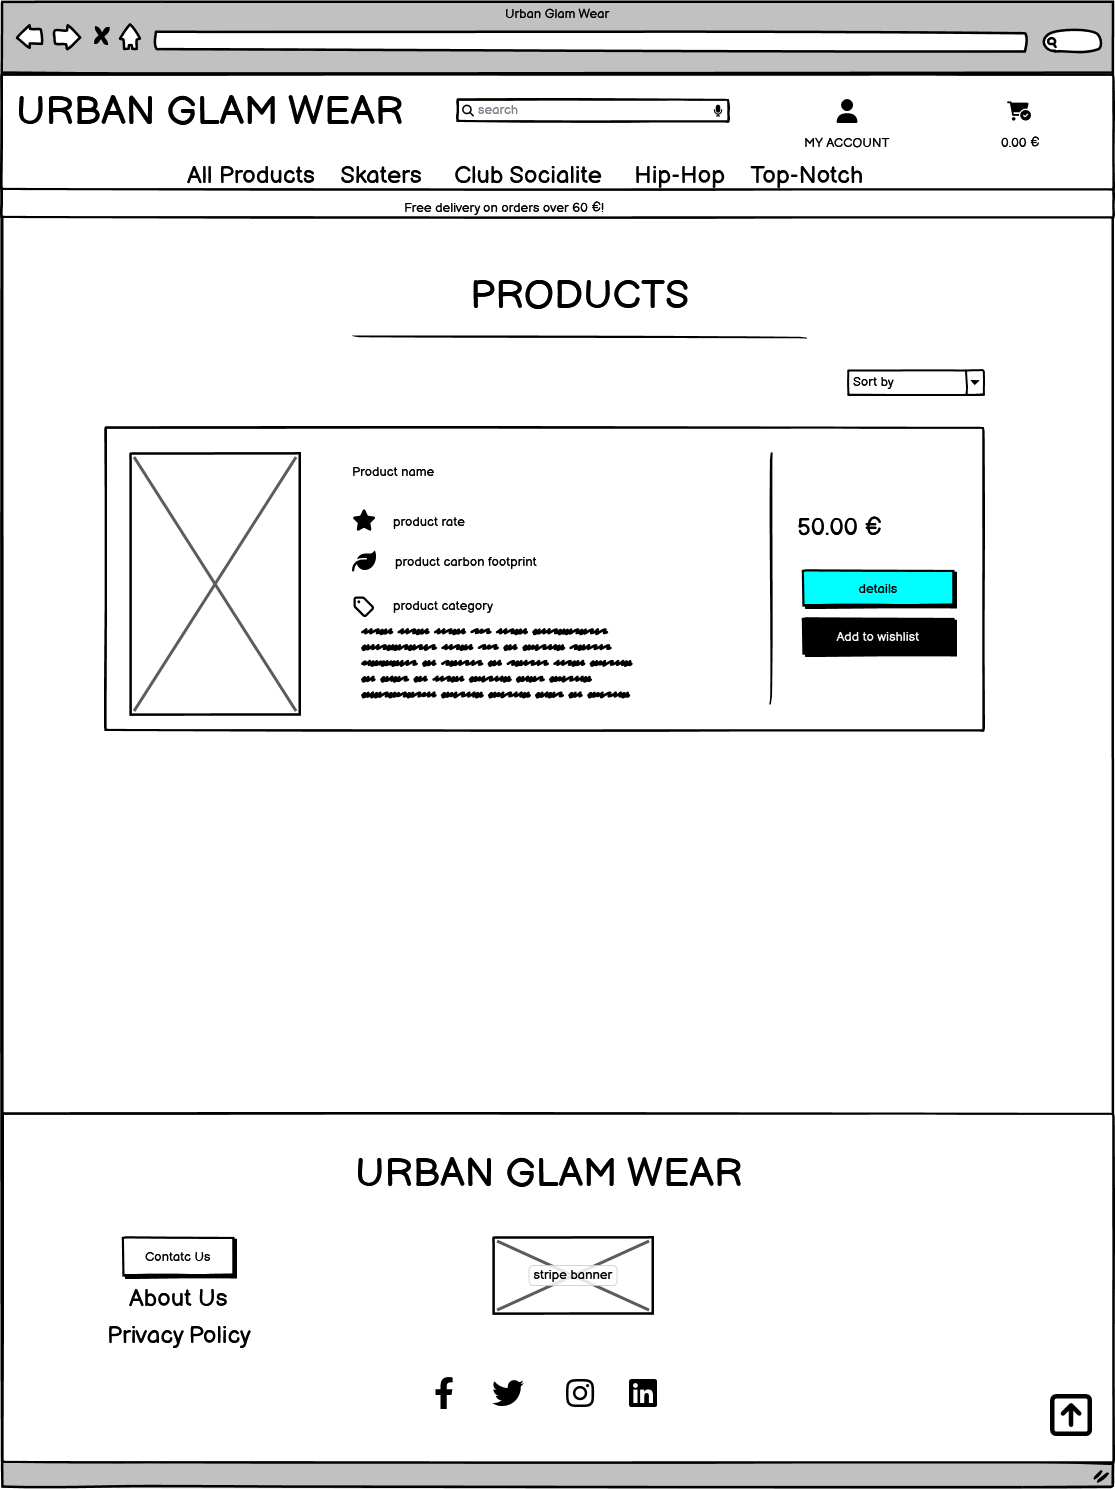 Urban Glam Wear
URBAN GLAM WEAR
search
MY ACCOUNT
0.00 €
All Products Skaters Club Socialite Hip-Hop Top-Notch
Free delivery on orders over 60 €!
PRODUCTS
Sort by
Product name
product rate
product carbon footprint
product category
50.00 €
details
Add to wishlist
URBAN GLAM WEAR
Contatc Us
About Us
Privacy Policy
stripe banner